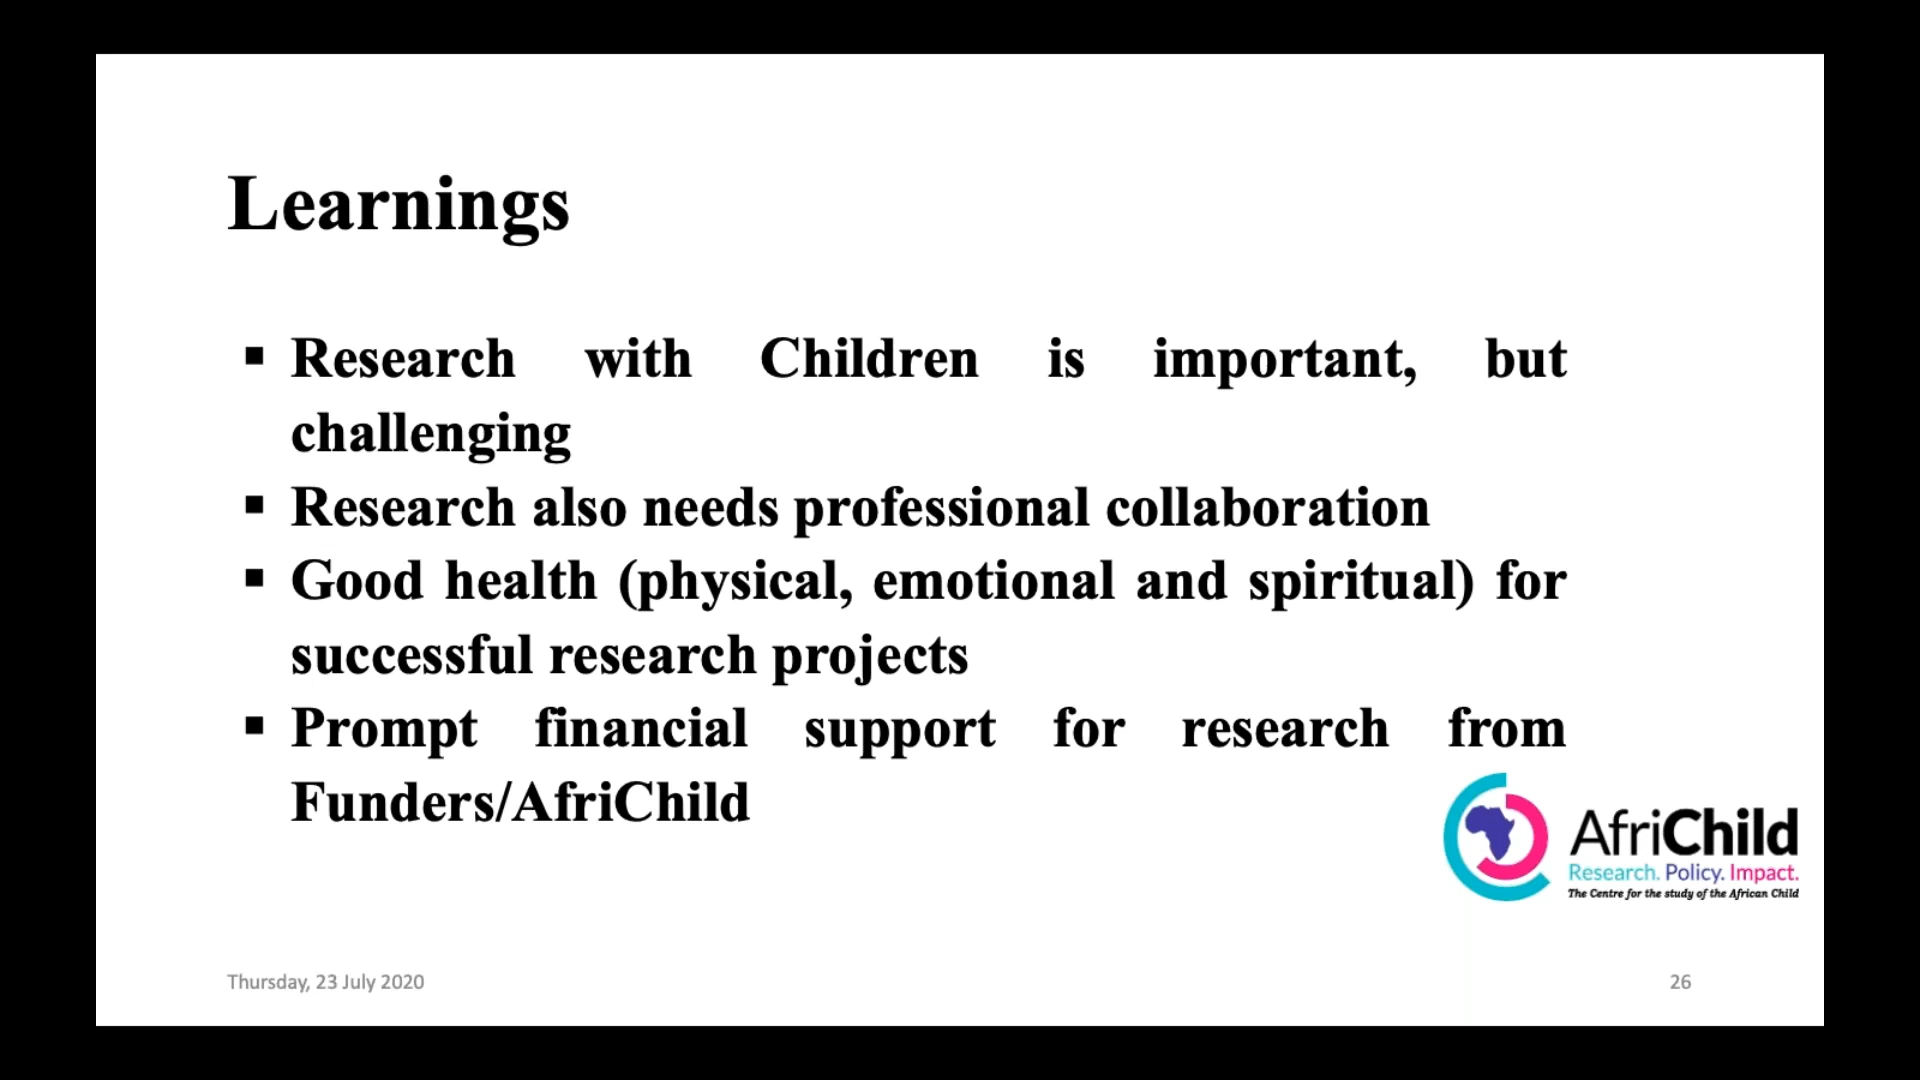 Learnings
▪ Research with Children is important, but
challenging
▪ Research also needs professional collaboration
▪ Good health (physical, emotional and spiritual) for
successful research projects
▪ Prompt financial support for research from
Funders/AfriChild
AfriChild
Research. Policy. Impact.
The Centre for the study of the African Child
Thursday, 23 July 2020
26